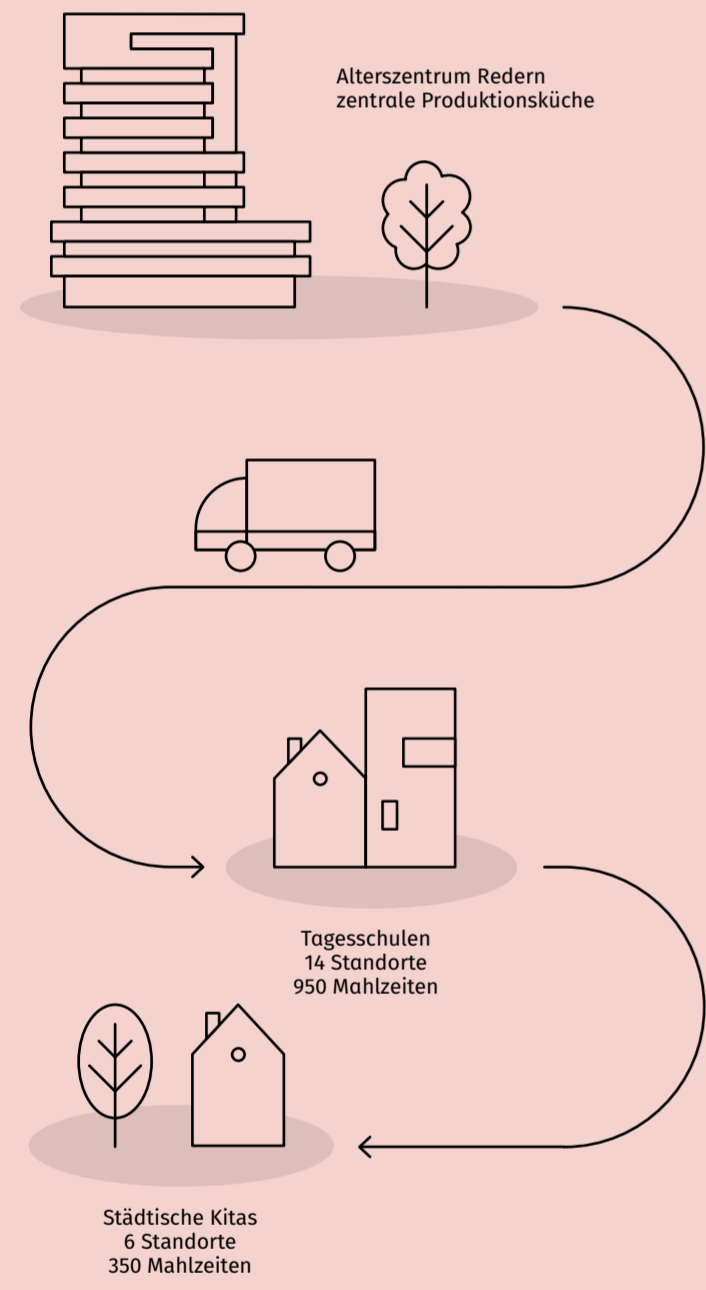 Alterszentrum Redern
zentrale Produktionsküche
Tagesschulen
14 Standorte
950 Mahlzeiten
Städtische Kitas
6 Standorte
350 Mahlzeiten